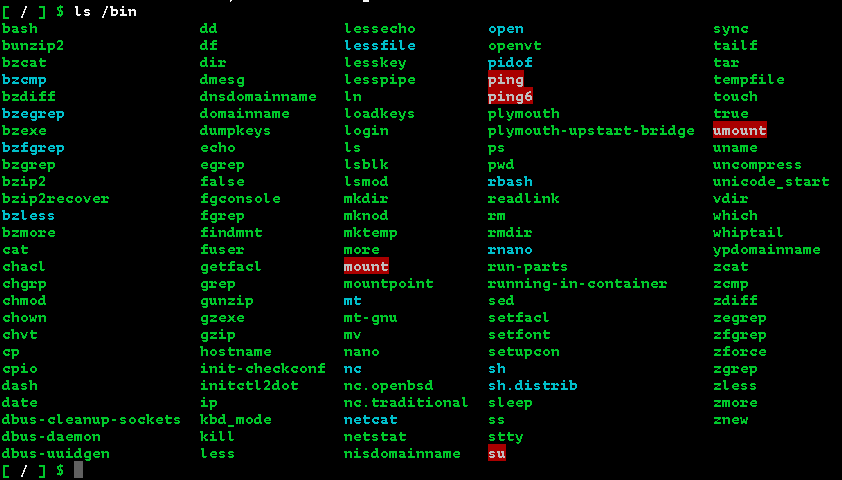 [ / ] $ ls /bin
bash dd lessecho open sync
bunzip2 df lessfile openvt tailf
bzcat dir lesskey pidof tar
bzcmp dmesg lesspipe ping tempfile
bzdiff dnsdomainname ln ping6 touch
bzegrep domainname loadkeys plymouth true
bzexe dumpkeys login plymouth-upstart-bridge umount
bzfgrep echo ls ps uname
bzgrep egrep lsblk pwd uncompress
bzip2 false lsmod rbash unicode_start
bzip2recover fgconsole mkdir readlink vdir
bzless fgrep mknod rm which
bzmore findmnt mktemp rmdir whiptail
cat fuser more rnano ypdomainname
chacl getfacl mount run-parts zcat
chgrp grep mountpoint running-in-container zcmp
chmod gunzip mt sed zdiff
chown gzexe mt-gnu setfacl zegrep
chvt gzip mv setfont zfgrep
cp hostname nano setupcon zforce
cpio init-checkconf nc sh zgrep
dash initctl2dot nc.openbsd sh.distrib zless
date ip nc.traditional sleep zmore
dbus-cleanup-sockets kbd_mode netcat ss znew
dbus-daemon kill netstat stty
dbus-uuidgen less nisdomainname su
[ / ] $